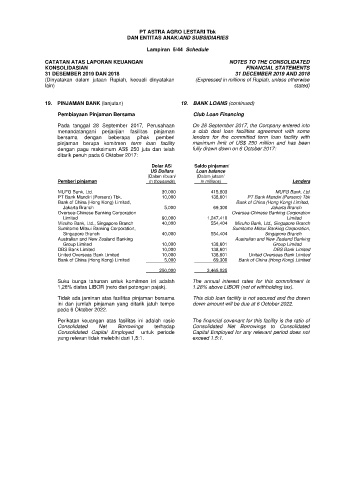 PT ASTRA AGRO LESTARI Tbk
DAN ENTITAS ANAK/AND SUBSIDIARIES
Lampiran 5/44 Schedule
CATATAN ATAS LAPORAN KEUANGAN
KONSOLIDASIAN
31 DESEMBER 2019 DAN 2018
(Dinyatakan dalam jutaan Rupiah, kecuali dinyatakan
lain)
NOTES TO THE CONSOLIDATED
FINANCIAL STATEMENTS
31 DECEMBER 2019 AND 2018
(Expressed in millions of Rupiah, unless otherwise
stated)
19. PINJAMAN BANK (lanjutan)
19. BANK LOANS (continued)
Pembiayaan Pinjaman Bersama
Club Loan Financing
Pada tanggal 28 September 2017, Perusahaan
menandatangani perjanjian fasilitas pinjaman
bersama, dengan beberapa pihak pemberi
pinjaman berupa komitmen term loan facility
dengan pagu maksimum AS$ 250 juta dan telah
ditarik penuh pada 6 Oktober 2017:
On 28 September 2017, the Company entered into
a club deal loan facilities agreement with some
lenders for the committed term loan facility with
maximum limit of US$ 250 million and has been
fully drawn down on 6 October 2017:
Dolar AS/ Saldo pinjaman/
US Dollars Loan balance
(Dalam ribuan/ (Dalam jutaan/
Pemberi pinjaman in thousands) in millions) Lenders
MUFG Bank, Ltd. 30,000 415,803 MUFG Bank, Ltd
PT Bank Mandiri (Persero) Tbk. 10,000 138,601 PT Bank Mandiri (Persero) Tbk
Bank of China (Hong Kong) Limited, Bank of China (Hong Kong) Limited,
Jakarta Branch 5,000 69,300 Jakarta Branch
Oversea-Chinese Banking Corporation Oversea-Chinese Banking Corporation
Limited 90,000 1,247,410 Limited
Mizuho Bank, Ltd., Singapore Branch 40,000 554,404 Mizuho Bank, Ltd., Singapore Branch
Sumitomo Mitsui Banking Corporation, Sumitomo Mitsui Banking Corporation,
Singapore Branch 40,000 554,404 Singapore Branch
Australian and New Zealand Banking Australian and New Zealand Banking
Group Limited 10,000 138,601 Group Limited
DBS Bank Limited 10,000 138,601 DBS Bank Limited
United Overseas Bank Limited 10,000 138,601 United Overseas Bank Limited
Bank of China (Hong Kong) Limited 5,000 69,300 Bank of China (Hong Kong) Limited
250,000 3,465,025
Suku bunga tahunan untuk komitmen ini adalah
1.26% diatas LIBOR (neto dari potongan pajak).
The annual interest rates for this commitment is
1.26% above LIBOR (net of withholding tax).
Tidak ada jaminan atas fasilitas pinjaman bersama
ini dan jumlah pinjaman yang ditarik jatuh tempo
pada 6 Oktober 2022.
This club loan facility is not secured and the drawn
down amount will be due at 6 October 2022.
Perikatan keuangan atas fasilitas ini adalah rasio
Consolidated Net Borrowings terhadap
Consolidated Capital Employed untuk periode
yang relevan tidak melebihi dari 1,5:1.
The financial covenant for this facility is the ratio of
Consolidated Net Borrowings to Consolidated
Capital Employed for any relevant period does not
exceed 1.5:1.